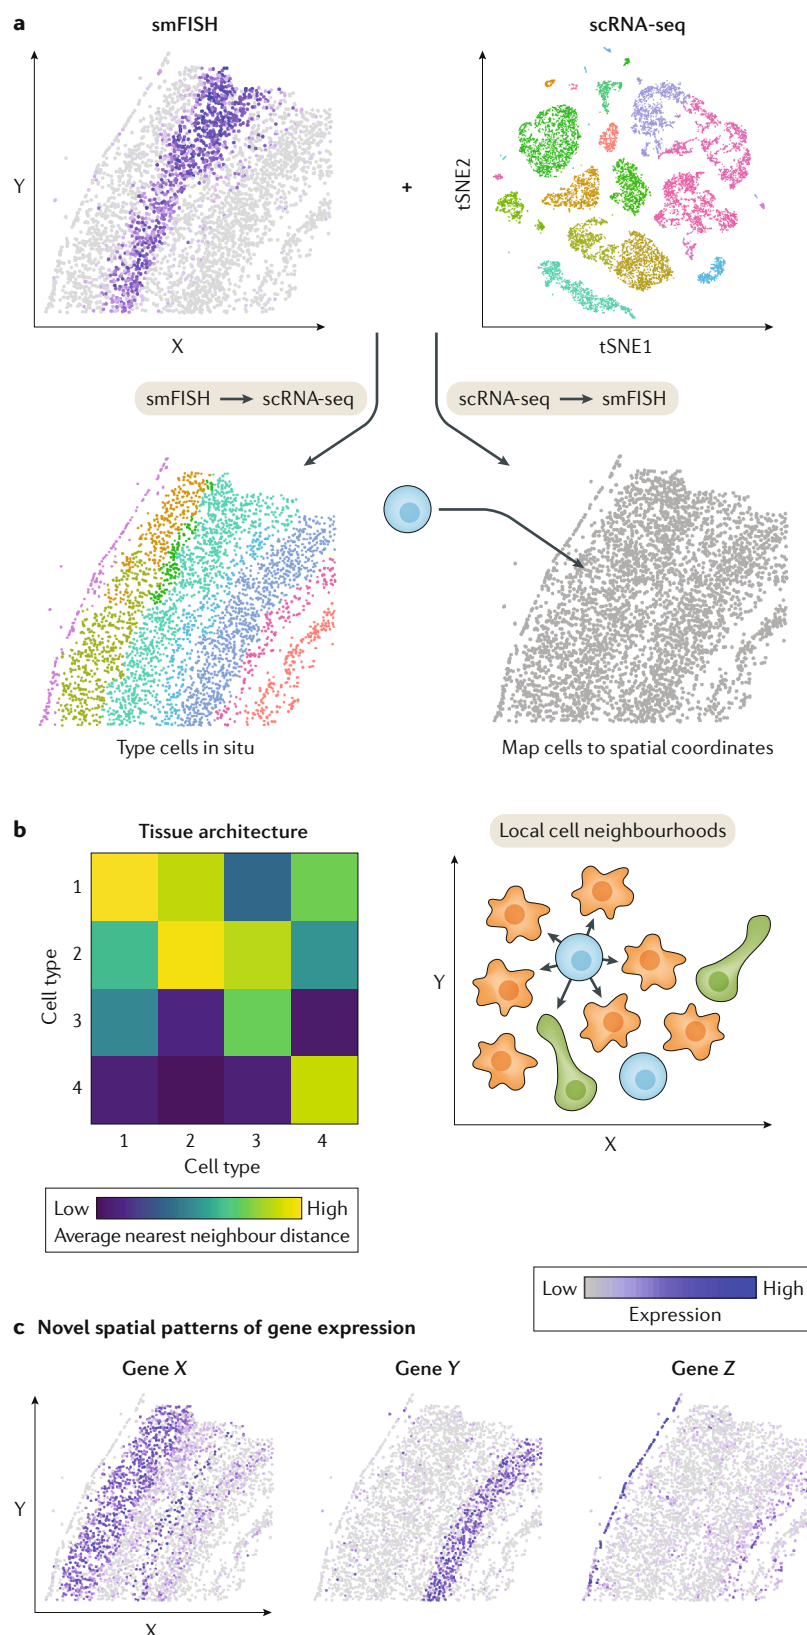 a
smFISH
scRNA-seq
Y
X
+
tSNE2
tSNE1
smFISH → scRNA-seq
scRNA-seq → smFISH
Type cells in situ
Map cells to spatial coordinates
b
Tissue architecture
Local cell neighbourhoods
Cell type
1
2
3
4
1 2 3 4
Cell type
Low High
Average nearest neighbour distance
Y
X
Low High
Expression
c Novel spatial patterns of gene expression
Gene X
Gene Y
Gene Z
Y
X